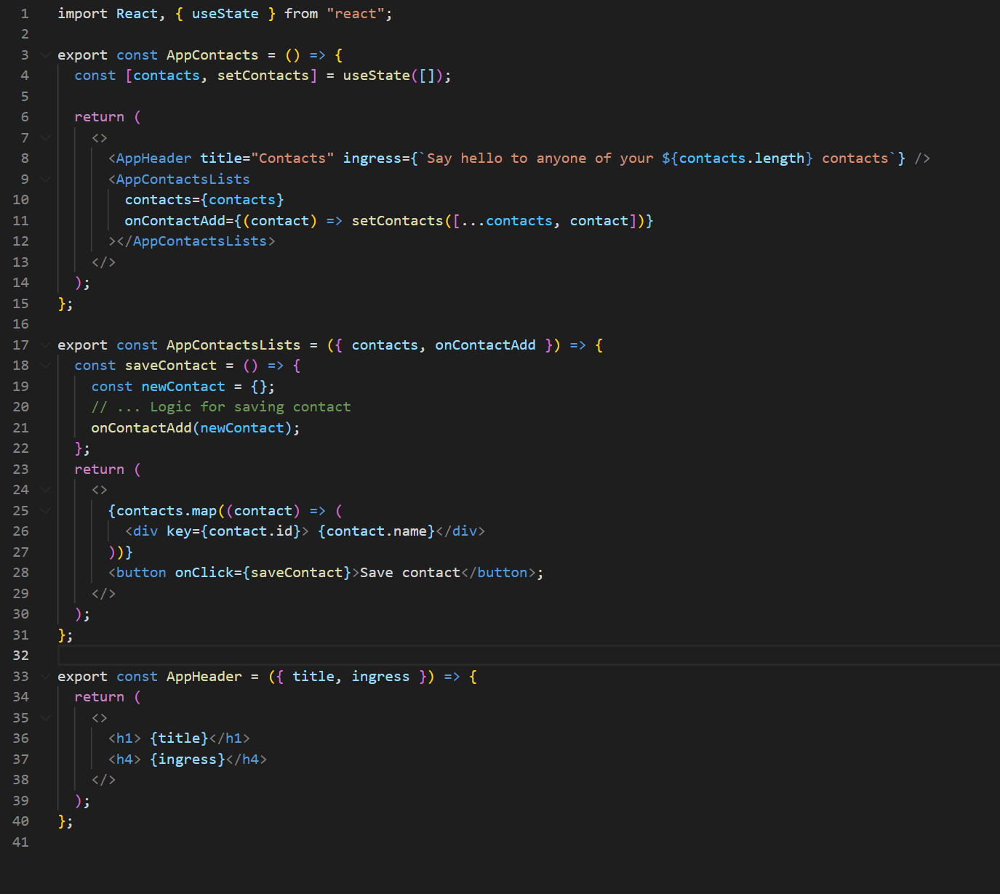 1 import React, { useState } from "react";
2
3 export const AppContacts = () => {
4   const [contacts, setContacts] = useState([]);
5
6   return (
7     <>
8       <AppHeader title="Contacts" ingress={`Say hello to anyone of your ${contacts.length} contacts`} />
9       <AppContactsLists
10         contacts={contacts}
11         onContactAdd={(contact) => setContacts([...contacts, contact])}
12       ></AppContactsLists>
13     </>
14   );
15 };
16
17 export const AppContactsLists = ({ contacts, onContactAdd }) => {
18   const saveContact = () => {
19     const newContact = {};
20     // ... Logic for saving contact
21     onContactAdd(newContact);
22   };
23   return (
24     <>
25       {contacts.map((contact) => (
26         <div key={contact.id}> {contact.name}</div>
27       ))}
28       <button onClick={saveContact}>Save contact</button>;
29     </>
30   );
31 };
32
33 export const AppHeader = ({ title, ingress }) => {
34   return (
35     <>
36       <h1> {title}</h1>
37       <h4> {ingress}</h4>
38     </>
39   );
40 };
41